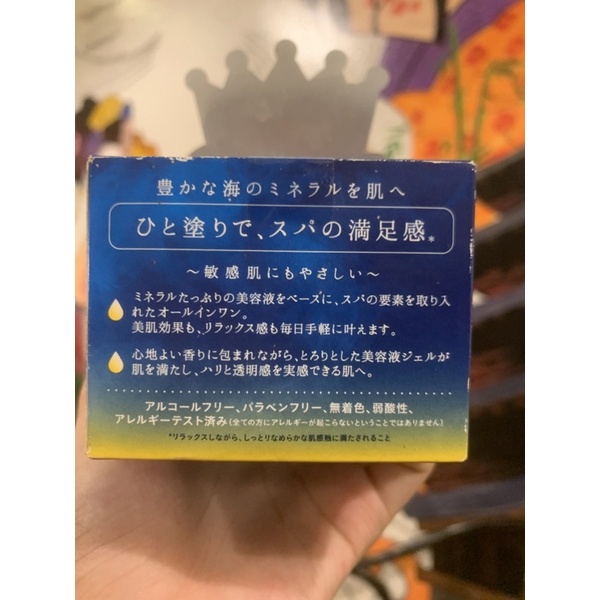 豊かな海のミネラルを肌へ
ひと塗りで、スパの満足感*
～敏感肌にもやさしい～
ミネラルたっぷりの美容液をベースに、スパの要素を取り入
れたオールインワン。
美肌効果も、リラックス感も毎日手軽に叶えます。
心地よい香りに包まれながら、とろりとした美容液ジェルが
肌を満たし、ハリと透明感を実感できる肌へ。
アルコールフリー、パラベンフリー、無着色、弱酸性、
アレルギーテスト済み（全ての方にアレルギーが起こらないということではありません）
*リラックスしながら、しっとりなめらかな肌感触に満たされること